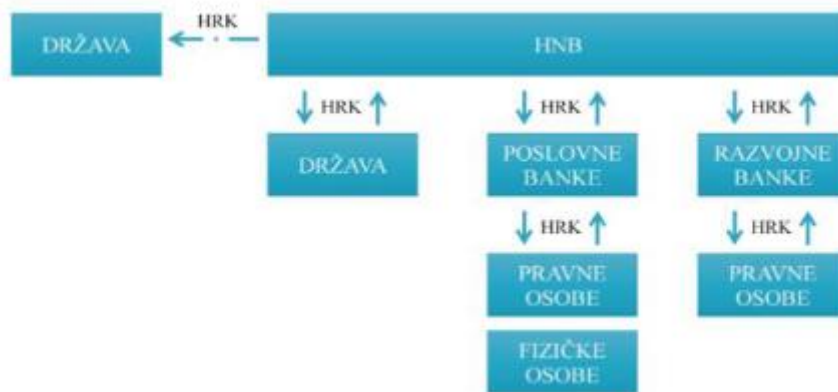 HRK
DRŽAVA
HNB
HRK
HRK
HRK
DRŽAVA
POSLOVNE
BANKE
RAZVOJNE
BANKE
HRK
HRK
PRAVNE
OSOBE
PRAVNE
OSOBE
FIZIČKE
OSOBE